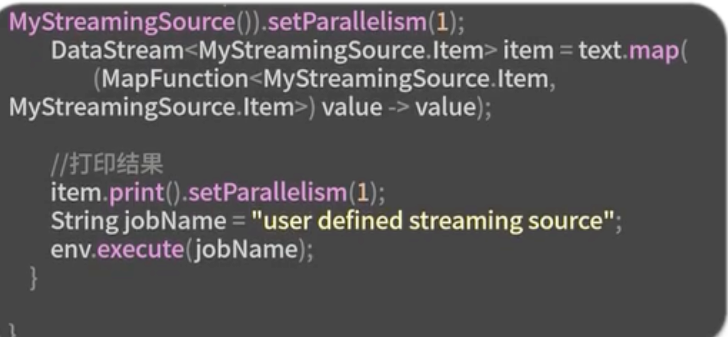 MyStreamingSource()).setParallelism(1);
DataStream<MyStreamingSource.Item> item = text.map(
(MapFunction<MyStreamingSource.Item,
MyStreamingSource.Item>) value -> value);
//打印结果
item.print().setParallelism(1);
String jobName = "user defined streaming source";
env.execute(jobName);
}
}